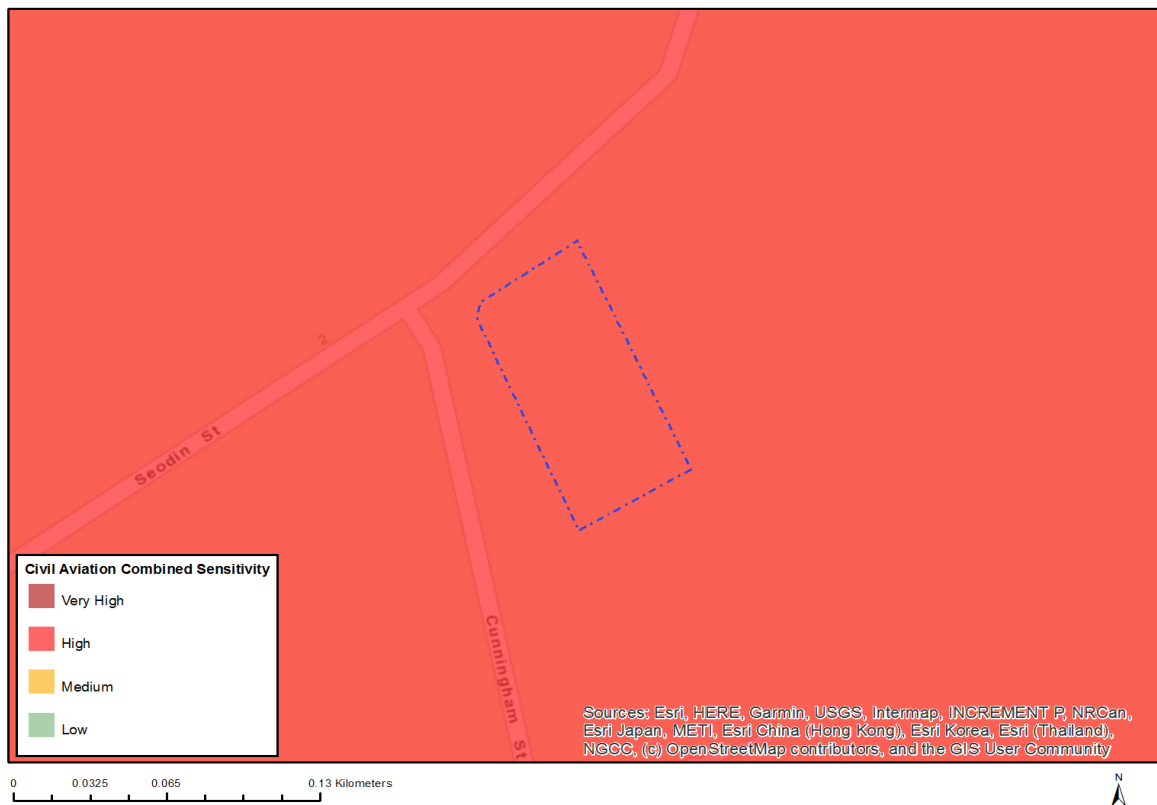 2
Seodin St
Cunningham St
Civil Aviation Combined Sensitivity
Very High
High
Medium
Low
Sources: Esri, HERE, Garmin, USGS, Intermap, INCREMENT P, NRCan,
Esri Japan, METI, Esri China (Hong Kong), Esri Korea, Esri (Thailand),
NGCC, (c) OpenStreetMap contributors, and the GIS User Community
0 0.0325 0.065 0.13 Kilometers
N